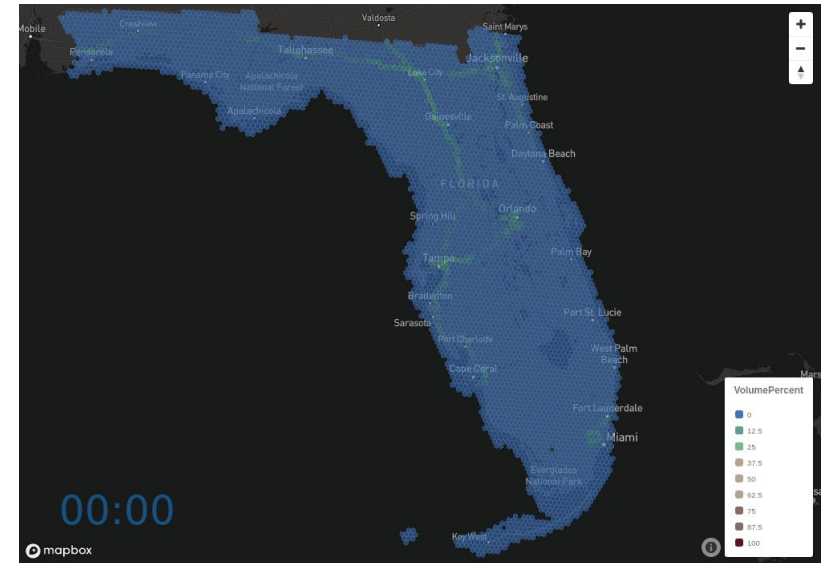 Mobile
Crestview
Valdosta
Saint Marys
Pensacola
Tallahassee
Jacksonville
Panama City
Apalachicola
National Forest
Lake City
St. Augustine
Apalachicola
Gainesville
Palm Coast
Daytona Beach
FLORIDA
Spring Hill
Orlando
Tampa
Palm Bay
Bradenton
Sarasota
Port St. Lucie
Port Charlotte
West Palm
Beach
Cape Coral
Mars
VolumePercent
0
12.5
25
37.5
50
62.5
75
87.5
100
Fort Lauderdale
Miami
Everglades
National Park
Key West
00:00
mapbox